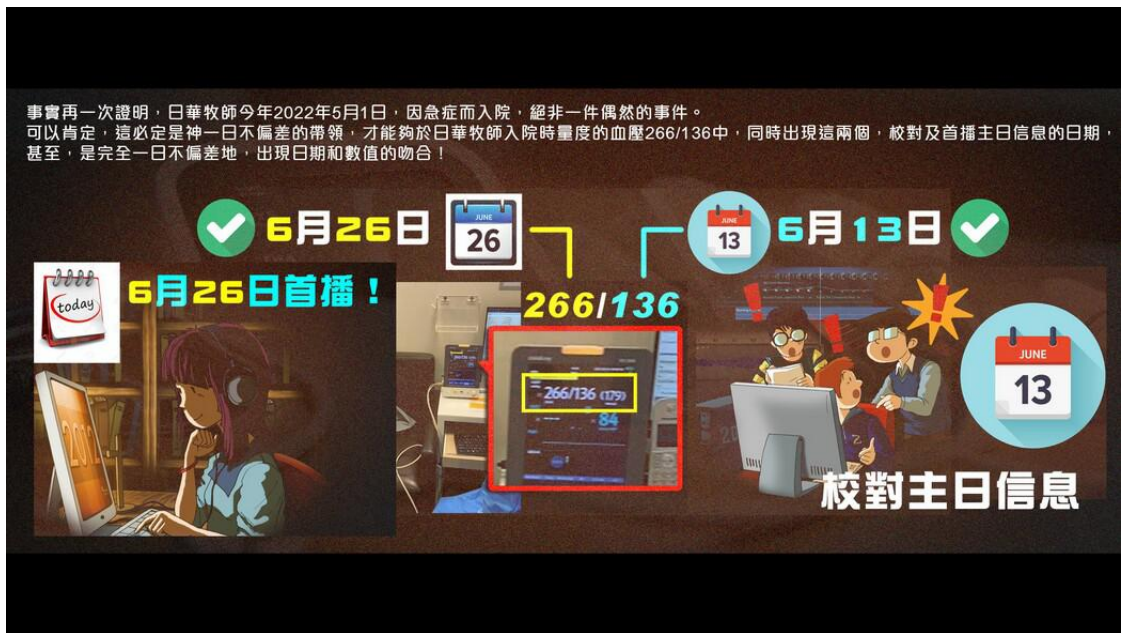 事實再一次證明，日華牧師今年2022年5月1日，因急症而入院，絕非一件偶然的事件。
可以肯定，這必定是神一日不偏差的帶領，才能夠於日華牧師入院時量度的血壓266/136中，同時出現這兩個，校對及首播主日信息的日期，
甚至，是完全一日不偏差地，出現日期和數值的吻合！
6月26日
JUNE
26
JUNE
13
6月13日
today
6月26日首播！
266/136
266/136 (179)
84
JUNE
13
校對主日信息